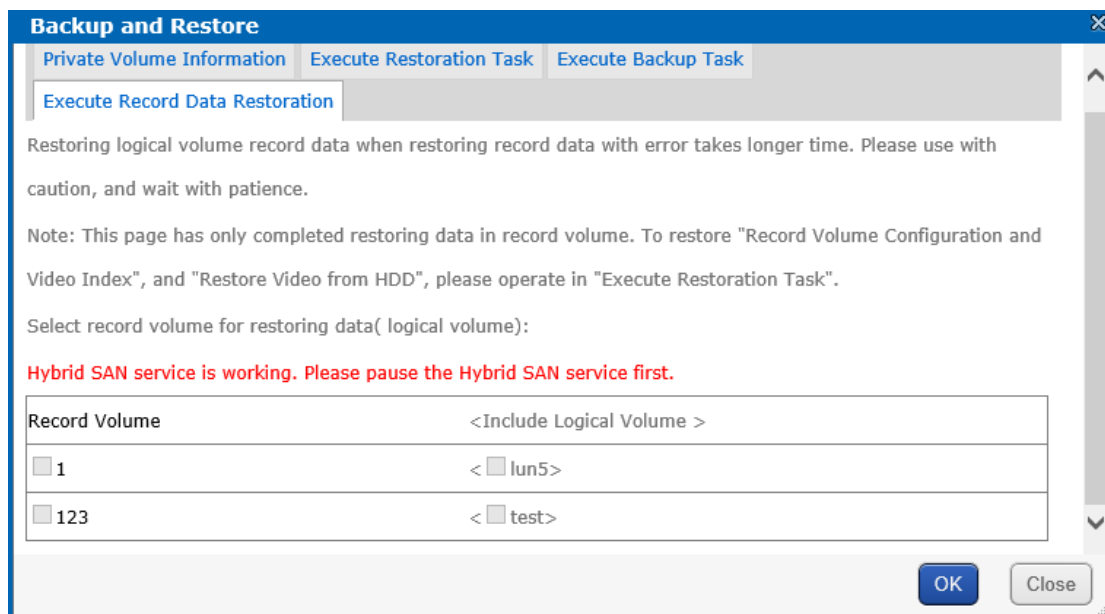 Backup and Restore
Private Volume Information Execute Restoration Task Execute Backup Task
Execute Record Data Restoration
Restoring logical volume record data when restoring record data with error takes longer time. Please use with
caution, and wait with patience.
Note: This page has only completed restoring data in record volume. To restore "Record Volume Configuration and
Video Index", and "Restore Video from HDD", please operate in "Execute Restoration Task".
Select record volume for restoring data( logical volume):
Hybrid SAN service is working. Please pause the Hybrid SAN service first.
Record Volume <Include Logical Volume >
1 < lun5>
123 < test>
OK Close